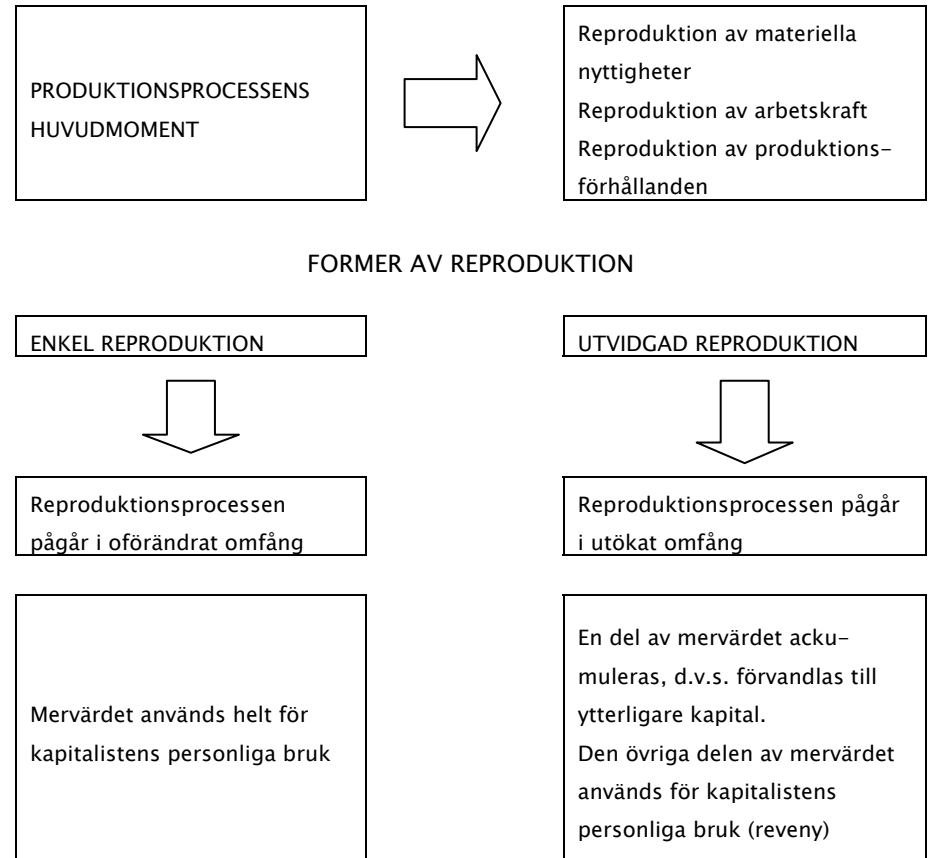 PRODUKTIONSPROCESSENS
HUVUDMOMENT
Reproduktion av materiella
nyttigheter
Reproduktion av arbetskraft
Reproduktion av produktions-
förhållanden
FORMER AV REPRODUKTION
ENKEL REPRODUKTION
UTVIDGAD REPRODUKTION
Reproduktionsprocessen
pågår i oförändrat omfång
Reproduktionsprocessen pågår
i utökat omfång
Mervärdet används helt för
kapitalistens personliga bruk
En del av mervärdet acku-
muleras, d.v.s. förvandlas till
ytterligare kapital.
Den övriga delen av mervärdet
används för kapitalistens
personliga bruk (reveny)